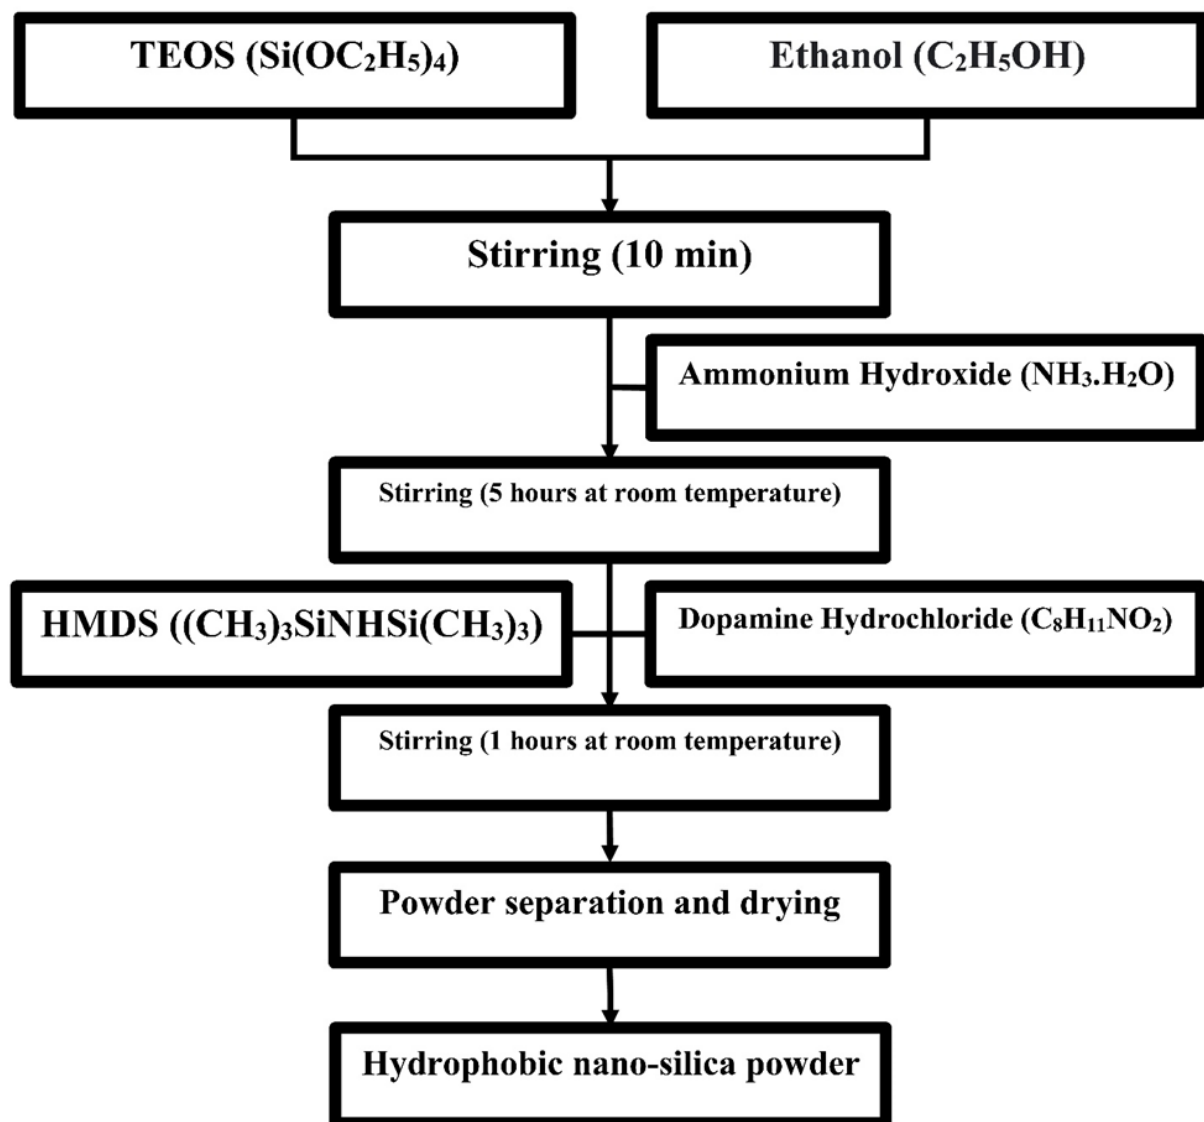 TEOS (Si(OC₂H₅)₄)
Ethanol (C₂H₅OH)
Stirring (10 min)
Ammonium Hydroxide (NH₃.H₂O)
Stirring (5 hours at room temperature)
HMDS ((CH₃)₃SiNHSi(CH₃)₃)
Dopamine Hydrochloride (C₈H₁₁NO₂)
Stirring (1 hours at room temperature)
Powder separation and drying
Hydrophobic nano-silica powder